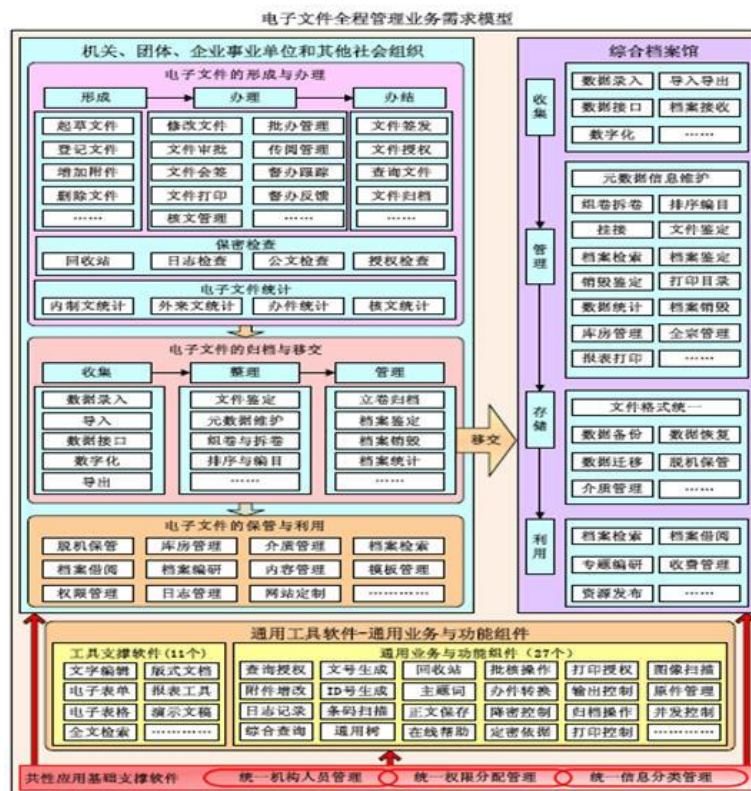 电子文件全程管理业务需求模型
机关、团体、企业事业单位和其他社会组织
电子文件的形成与办理
形成
办理
办结
起草文件
登记文件
增加附件
删除文件
……
修改文件
批办管理
文件审批
传阅管理
文件会签
督办跟踪
文件打印
督办反馈
核文管理
……
文件签发
文件授权
查询文件
文件归档
……
保密检查
回收站
日志检查
公文检查
授权检查
电子文件统计
内制文统计
外来文统计
办件统计
核文统计
电子文件的归档与移交
收集
整理
管理
数据录入
导入
数据接口
数字化
导出
文件鉴定
元数据维护
组卷与拆卷
排序与编目
……
立卷归档
档案鉴定
档案销毁
档案统计
……
移交
电子文件的保管与利用
脱机保管
库房管理
介质管理
档案检索
档案借阅
档案编研
内容管理
模板管理
权限管理
日志管理
网站定制
…………
综合档案馆
收集
数据录入
导入导出
数据接口
档案接收
数字化
……
管理
元数据信息维护
组卷拆卷
排序编目
挂接
文件鉴定
档案检索
档案鉴定
销毁鉴定
打印目录
数据统计
档案销毁
库房管理
全宗管理
报表打印
……
存储
文件格式统一
数据备份
数据恢复
数据迁移
脱机保管
介质管理
……
利用
档案检索
档案借阅
专题编研
收费管理
资源发布
……
通用工具软件-通用业务与功能组件
工具支撑软件(11个)
文字编辑
版式文档
电子表单
报表工具
电子表格
演示文稿
全文检索
…………
通用业务与功能组件(27个)
查询授权
文号生成
回收站
批核操作
打印授权
图像扫描
附件增改
ID号生成
主题词
办件转换
输出控制
原件管理
日志记录
条码扫描
正文保存
降密控制
归档操作
并发控制
综合查询
通用树
在线帮助
定密依据
打印控制
…………
共性应用基础支撑软件
统一机构人员管理
统一权限分配管理
统一信息分类管理